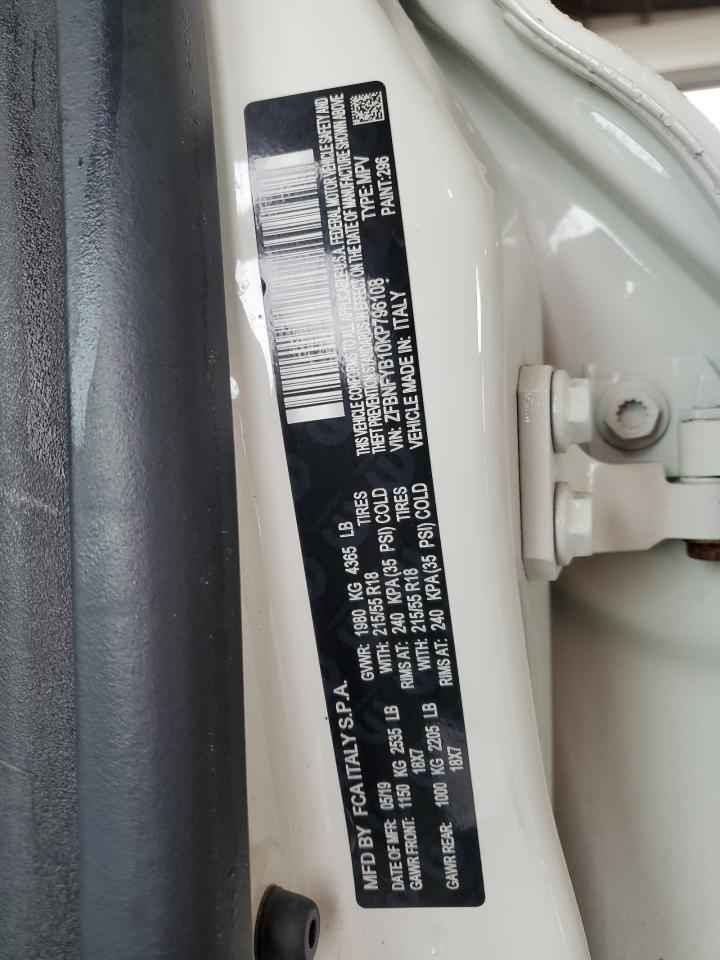 MFD BY FCA ITALY S.P.A.
DATE OF MFR: 05/19 GVWR: 1980 KG 4365 LB
GAWR FRONT: 1150 KG 2535 LB WITH: 215/55 R18 TIRES
18X7 RIMS AT: 240 KPA (35 PSI) COLD
GAWR REAR: 1000 KG 2205 LB WITH: 215/55 R18 TIRES
18X7 RIMS AT: 240 KPA (35 PSI) COLD
THIS VEHICLE CONFORMS TO ALL APPLICABLE U.S.A. FEDERAL MOTOR VEHICLE SAFETY AND
THEFT PREVENTION STANDARDS IN EFFECT ON THE DATE OF MANUFACTURE SHOWN ABOVE
VIN: ZFBNFYB10KP796108 TYPE: MPV
VEHICLE MADE IN: ITALY PAINT: 296